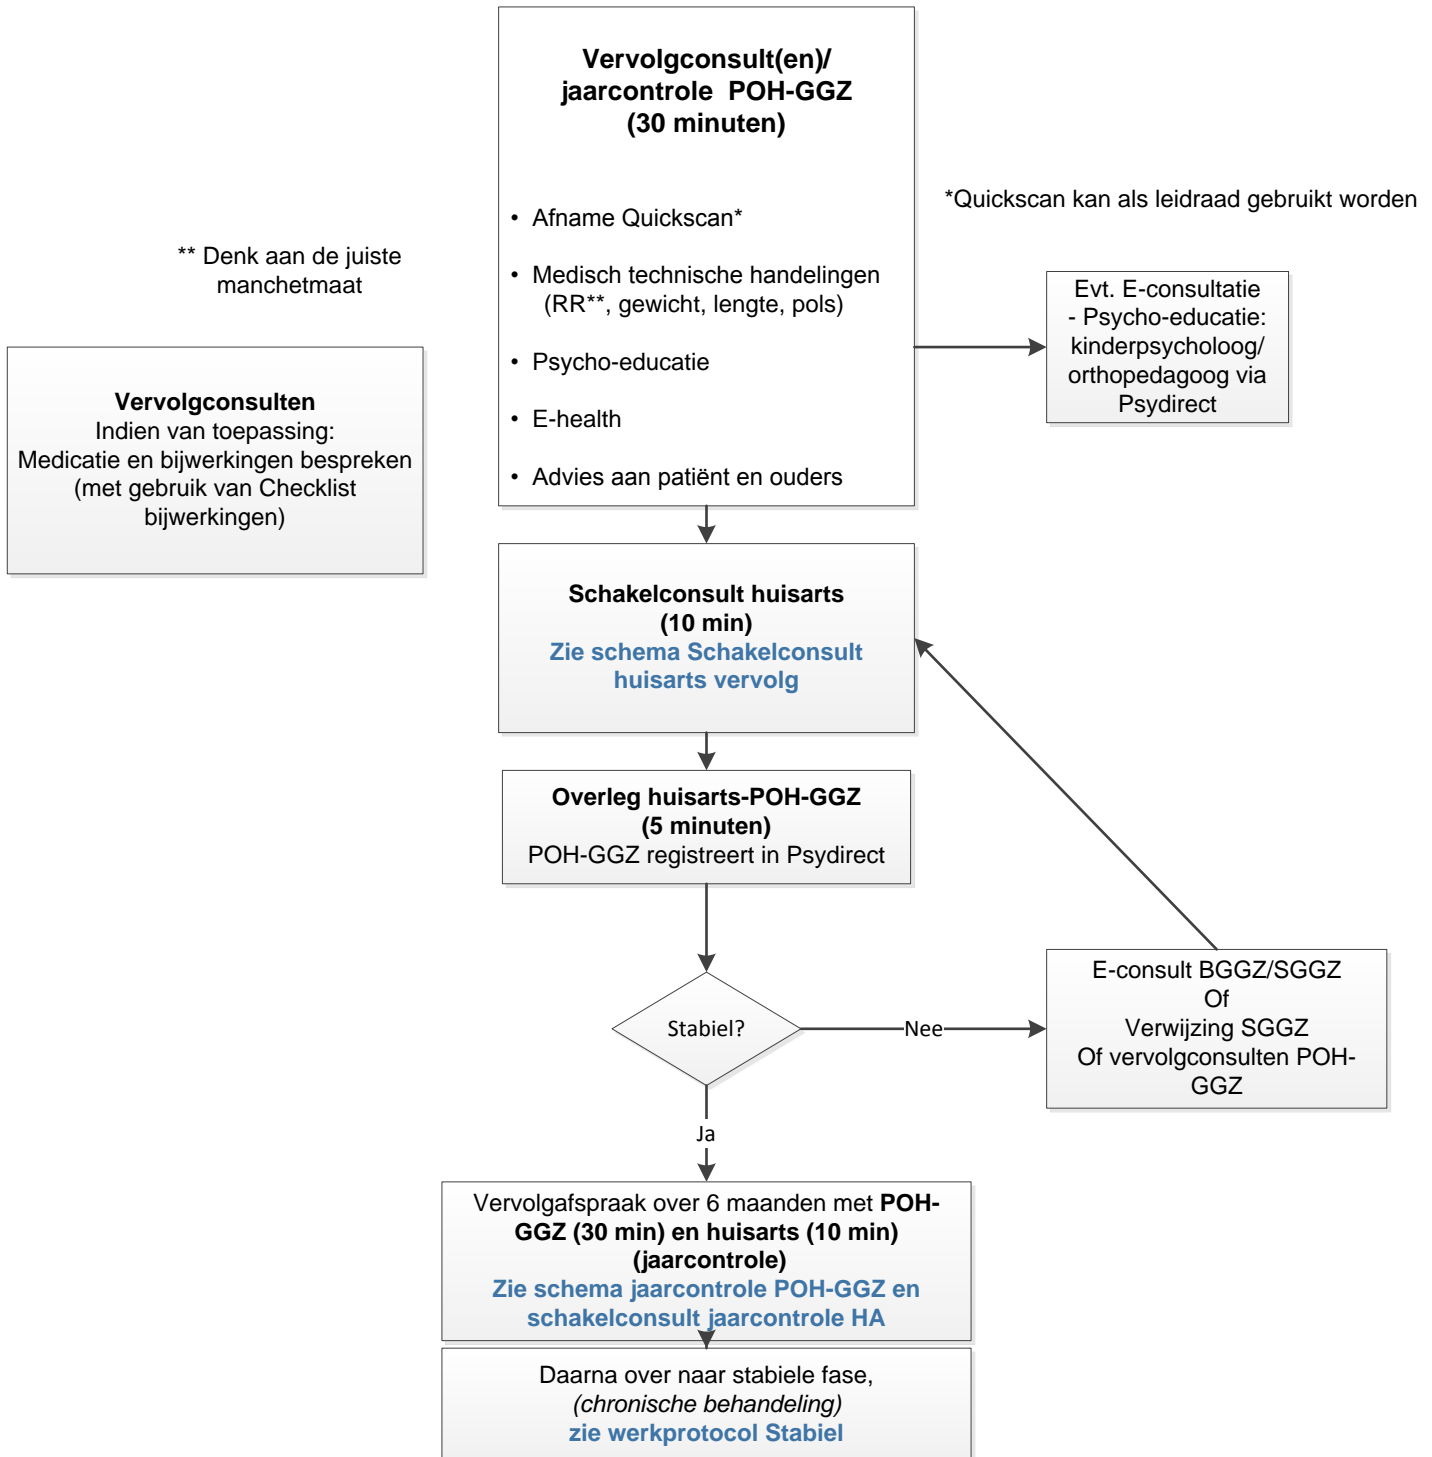 Vervolgconsult(en)/
jaarcontrole POH-GGZ
(30 minuten)
• Afname Quickscan*
• Medisch technische handelingen
(RR**, gewicht, lengte, pols)
• Psycho-educatie
• E-health
• Advies aan patiënt en ouders
*Quickscan kan als leidraad gebruikt worden
** Denk aan de juiste
manchetmaat
Evt. E-consultatie
- Psycho-educatie:
kinderpsycholoog/
orthopedagoog via
Psydirect
Vervolgconsulten
Indien van toepassing:
Medicatie en bijwerkingen bespreken
(met gebruik van Checklist
bijwerkingen)
Schakelconsult huisarts
(10 min)
Zie schema Schakelconsult
huisarts vervolg
Overleg huisarts-POH-GGZ
(5 minuten)
POH-GGZ registreert in Psydirect
Stabiel?
Nee
E-consult BGGZ/SGGZ
Of
Verwijzing SGGZ
Of vervolgconsulten POH-
GGZ
Ja
Vervolgafspraak over 6 maanden met POH-
GGZ (30 min) en huisarts (10 min)
(jaarcontrole)
Zie schema jaarcontrole POH-GGZ en
schakelconsult jaarcontrole HA
Daarna over naar stabiele fase,
(chronische behandeling)
zie werkprotocol Stabiel